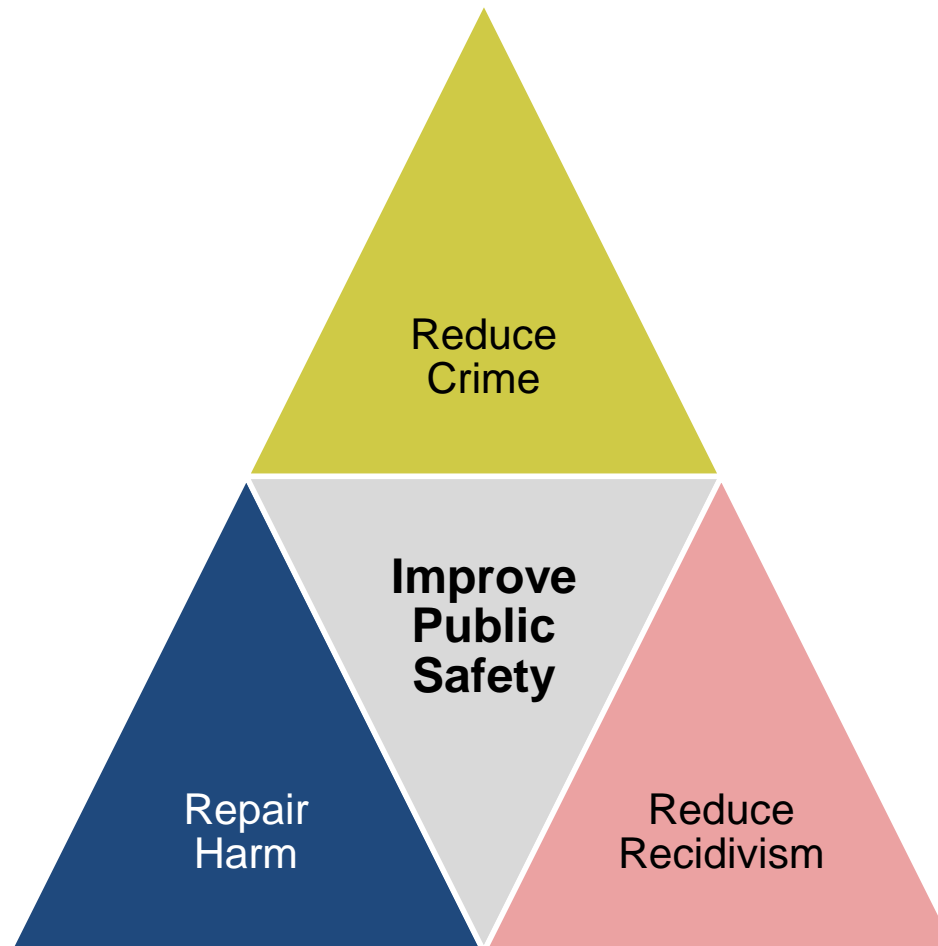 Reduce
Crime
Improve
Public
Safety
Repair
Harm
Reduce
Recidivism